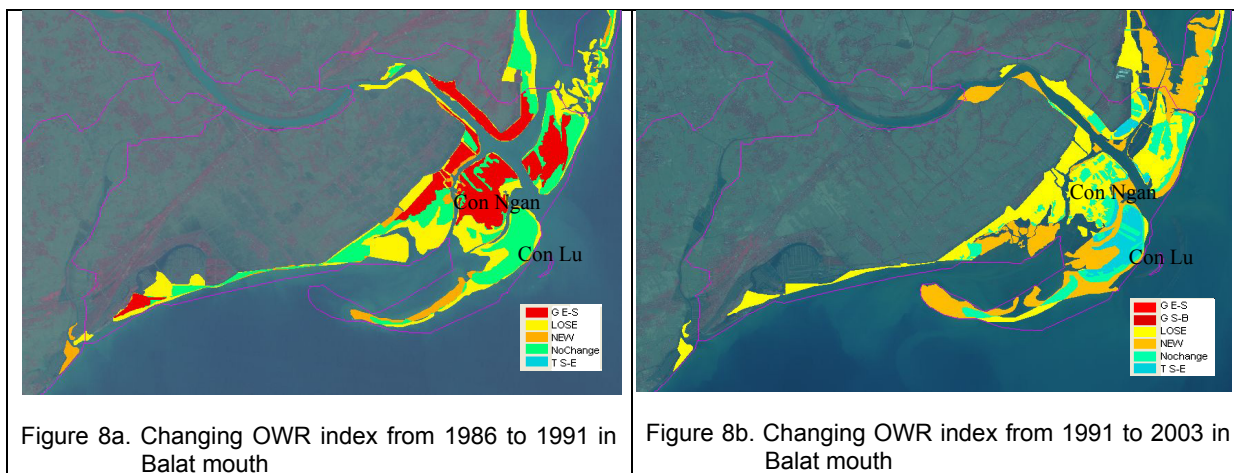 Con Ngan
Con Lu
G E-S
LOSE
NEW
NoChange
T S-E
Figure 8a. Changing OWR index from 1986 to 1991 in
Balat mouth
Con Ngan
Con Lu
G E-S
G S-B
LOSE
NEW
Nochange
T S-E
Figure 8b. Changing OWR index from 1991 to 2003 in
Balat mouth